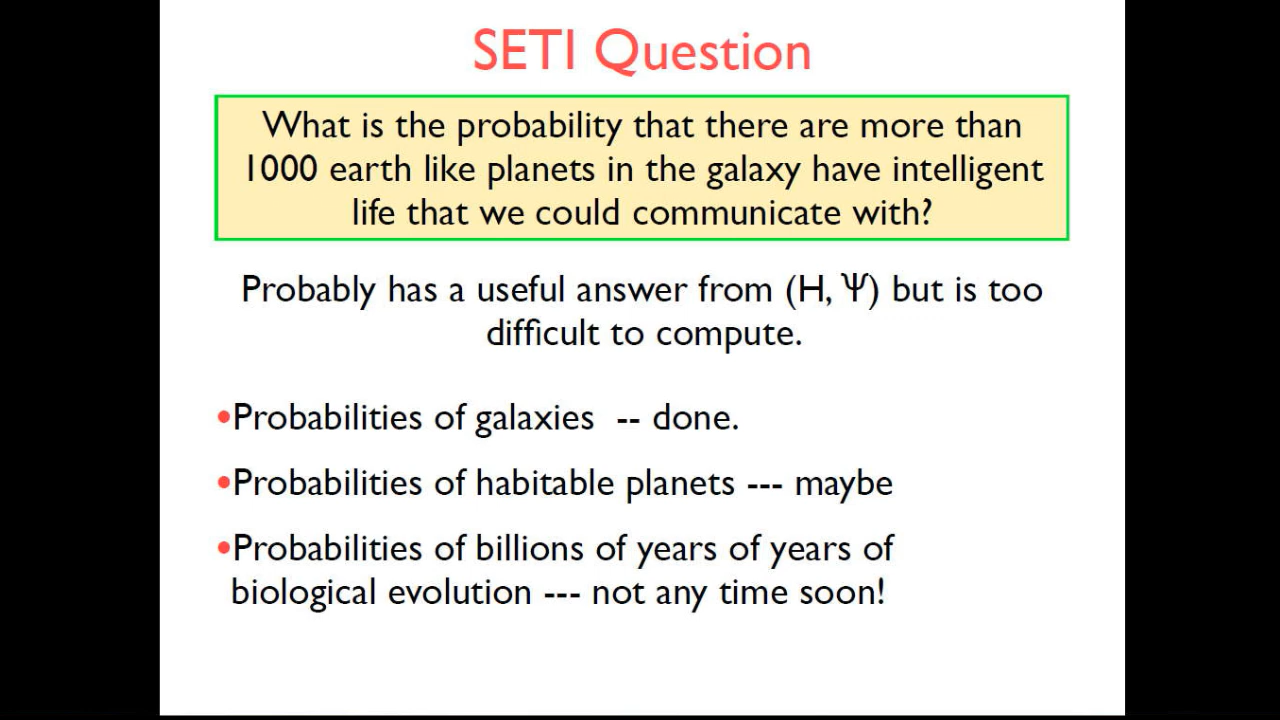 SETI Question
What is the probability that there are more than
1000 earth like planets in the galaxy have intelligent
life that we could communicate with?
Probably has a useful answer from (H, Ψ) but is too
difficult to compute.
•Probabilities of galaxies -- done.
•Probabilities of habitable planets --- maybe
•Probabilities of billions of years of years of
biological evolution --- not any time soon!